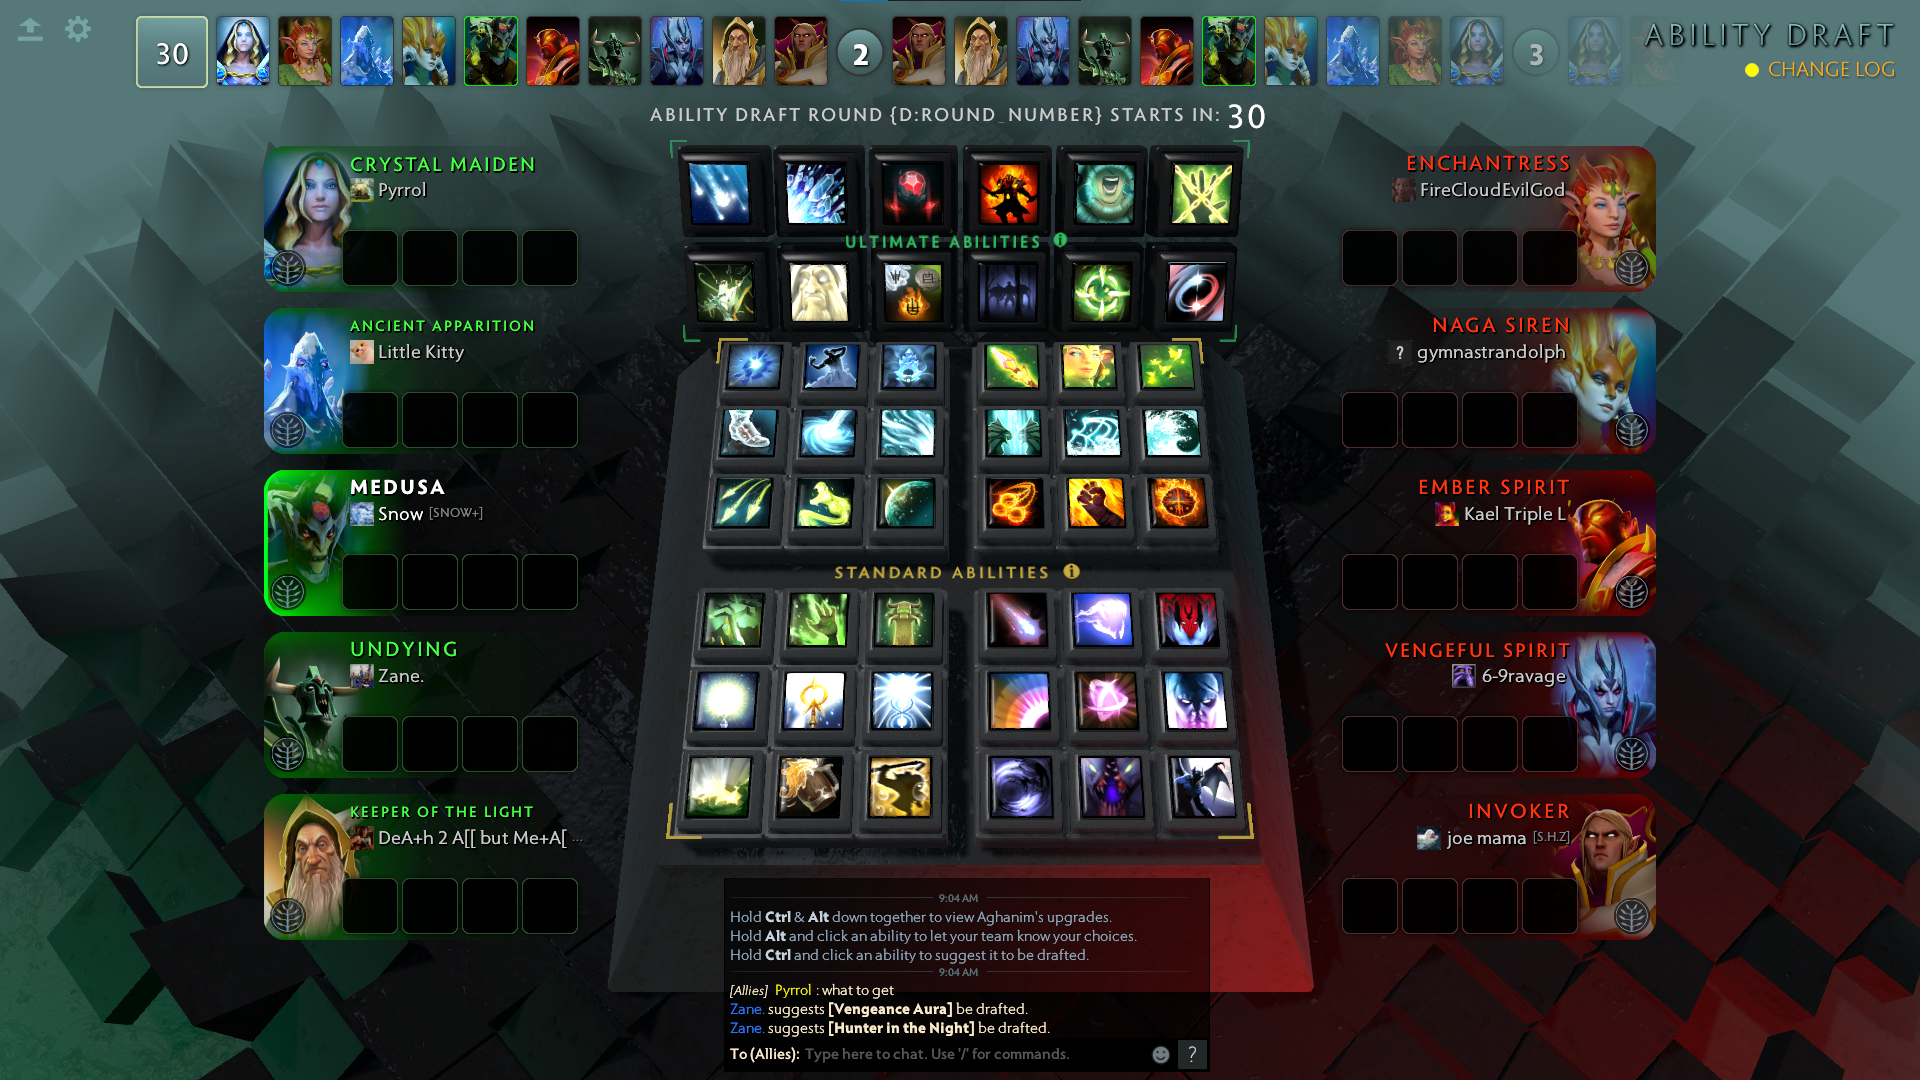 30
2
3
ABILITY DRAFT
CHANGE LOG
ABILITY DRAFT ROUND {D:ROUND_NUMBER} STARTS IN: 30
CRYSTAL MAIDEN
Pyrrol
ANCIENT APPARITION
Little Kitty
MEDUSA
Snow [SNOW+]
UNDYING
Zane.
KEEPER OF THE LIGHT
DeA+h 2 A[[ but Me+A[ ...
ULTIMATE ABILITIES
STANDARD ABILITIES
ENCHANTRESS
FireCloudEvilGod
NAGA SIREN
? gymnastrandolph
EMBER SPIRIT
Kael Triple L
VENGEFUL SPIRIT
6-9ravage
INVOKER
joe mama [S.H.Z]
9:04 AM
Hold Ctrl & Alt down together to view Aghanim's upgrades.
Hold Alt and click an ability to let your team know your choices.
Hold Ctrl and click an ability to suggest it to be drafted.
9:04 AM
[Allies] Pyrrol : what to get
Zane. suggests [Vengeance Aura] be drafted.
Zane. suggests [Hunter in the Night] be drafted.
To (Allies): Type here to chat. Use '/' for commands.
?